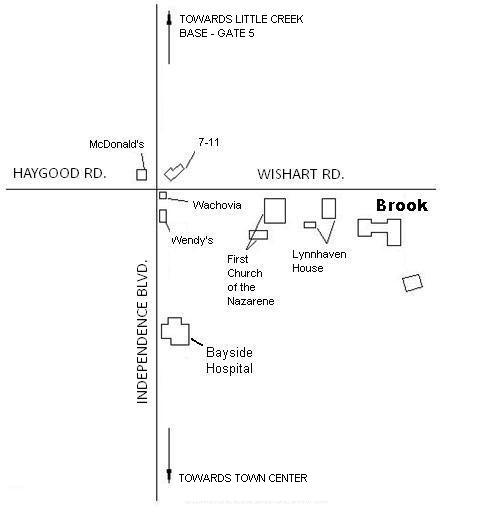 TOWARDS LITTLE CREEK
BASE - GATE 5
McDonald's
7-11
HAYGOOD RD.
WISHART RD.
Wachovia
Brook
Wendy's
First
Church
of the
Nazarene
Lynnhaven
House
INDEPENDENCE BLVD.
Bayside
Hospital
TOWARDS TOWN CENTER